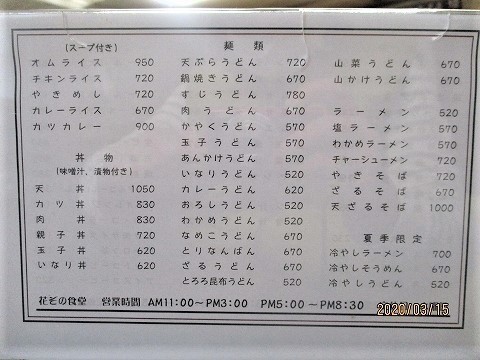 (スープ付き)
オムライス 950
チキンライス 720
やきめし 720
カレーライス 670
カツカレー 900
丼 物
(味噌汁、漬物付き)
天 丼 1050
カツ 丼 830
肉 丼 830
親子 丼 720
玉子 丼 620
いなり丼 620
麺 類
天ぷらうどん 720
鍋焼きうどん 720
すじうどん 780
肉うどん 670
かやくうどん 570
玉子うどん 570
あんかけうどん 570
いなりうどん 520
カレーうどん 620
おろしうどん 520
わかめうどん 520
なめこうどん 670
とりなんばん 670
ざるうどん 670
とろろ昆布うどん 520
山菜うどん 670
山かけうどん 670
ラーメン 520
塩ラーメン 570
わかめラーメン 570
チャーシューメン 720
やきそば 720
ざるそば 670
天ざるそば 1000
夏季限定
冷やしラーメン 700
冷やしそうめん 670
冷やしうどん 520
花その食堂 営業時間 AM11:00~PM3:00 PM5:00~PM8:30
2020/03/15